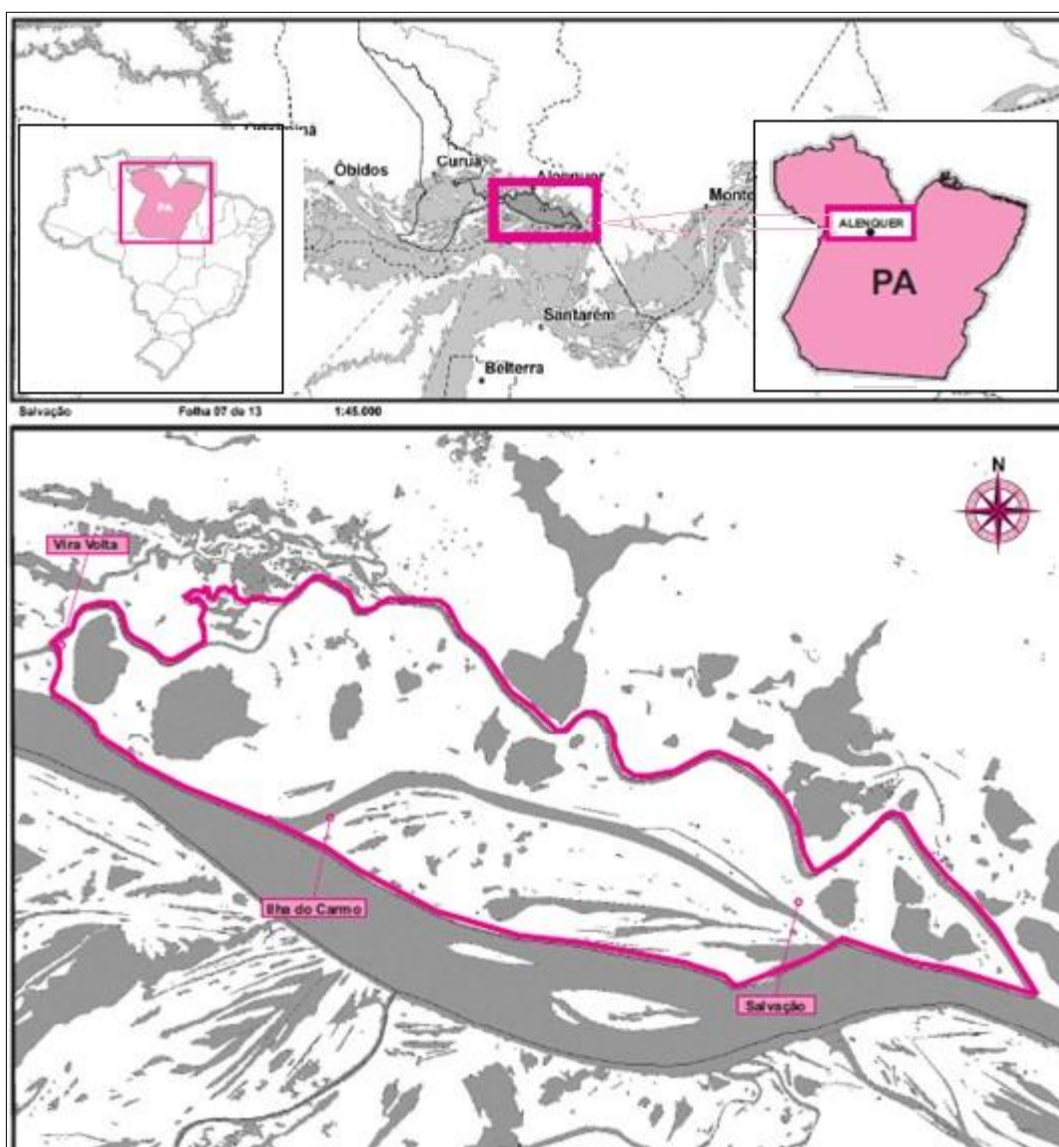 Óbidos
Curuá
Alenquer
Monte
Santarém
Belterra
PA
ALENQUER
PA
Salvação Folha 07 de 13 1:45.000
N
Vira Volta
Ilha do Carmo
Salvação